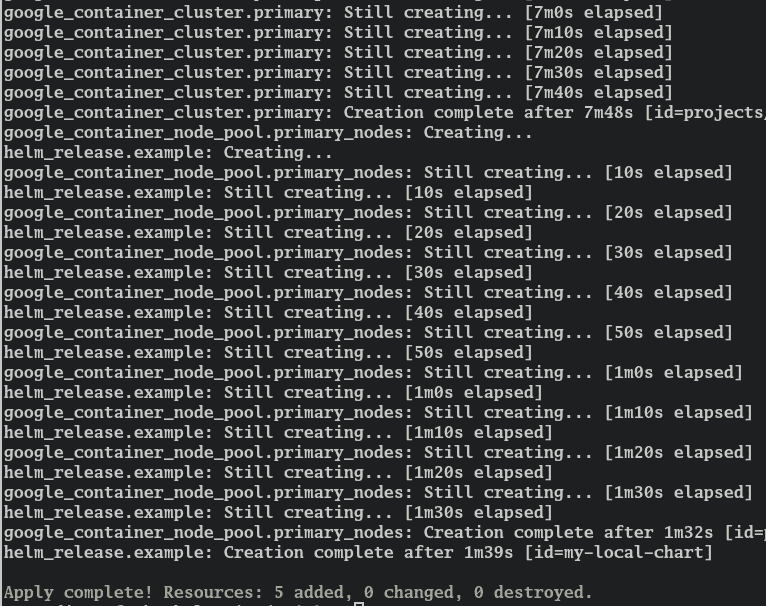 google_container_cluster.primary: Still creating... [7m0s elapsed]
google_container_cluster.primary: Still creating... [7m10s elapsed]
google_container_cluster.primary: Still creating... [7m20s elapsed]
google_container_cluster.primary: Still creating... [7m30s elapsed]
google_container_cluster.primary: Still creating... [7m40s elapsed]
google_container_cluster.primary: Creation complete after 7m48s [id=projects/
google_container_node_pool.primary_nodes: Creating...
helm_release.example: Creating...
google_container_node_pool.primary_nodes: Still creating... [10s elapsed]
helm_release.example: Still creating... [10s elapsed]
google_container_node_pool.primary_nodes: Still creating... [20s elapsed]
helm_release.example: Still creating... [20s elapsed]
google_container_node_pool.primary_nodes: Still creating... [30s elapsed]
helm_release.example: Still creating... [30s elapsed]
google_container_node_pool.primary_nodes: Still creating... [40s elapsed]
helm_release.example: Still creating... [40s elapsed]
google_container_node_pool.primary_nodes: Still creating... [50s elapsed]
helm_release.example: Still creating... [50s elapsed]
google_container_node_pool.primary_nodes: Still creating... [1m0s elapsed]
helm_release.example: Still creating... [1m0s elapsed]
google_container_node_pool.primary_nodes: Still creating... [1m10s elapsed]
helm_release.example: Still creating... [1m10s elapsed]
google_container_node_pool.primary_nodes: Still creating... [1m20s elapsed]
helm_release.example: Still creating... [1m20s elapsed]
google_container_node_pool.primary_nodes: Still creating... [1m30s elapsed]
helm_release.example: Still creating... [1m30s elapsed]
google_container_node_pool.primary_nodes: Creation complete after 1m32s [id=p
helm_release.example: Creation complete after 1m39s [id=my-local-chart]
Apply complete! Resources: 5 added, 0 changed, 0 destroyed.